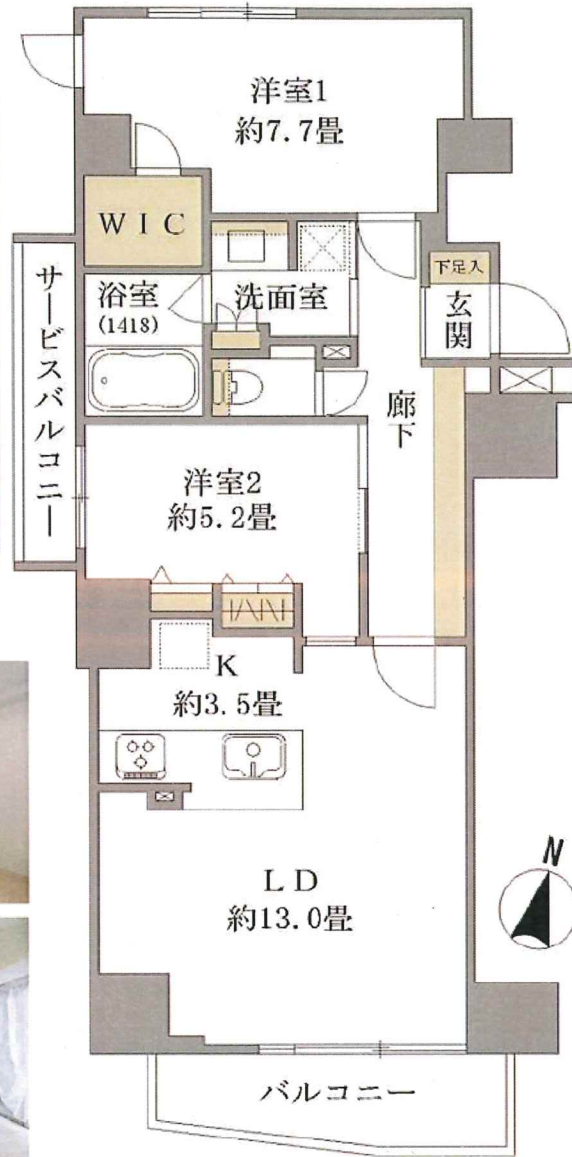 洋室1
約7.7畳
WIC
下足入
玄関
浴室
(1418)
洗面室
サービスバルコニー
廊下
洋室2
約5.2畳
K
約3.5畳
N
LD
約13.0畳
バルコニー